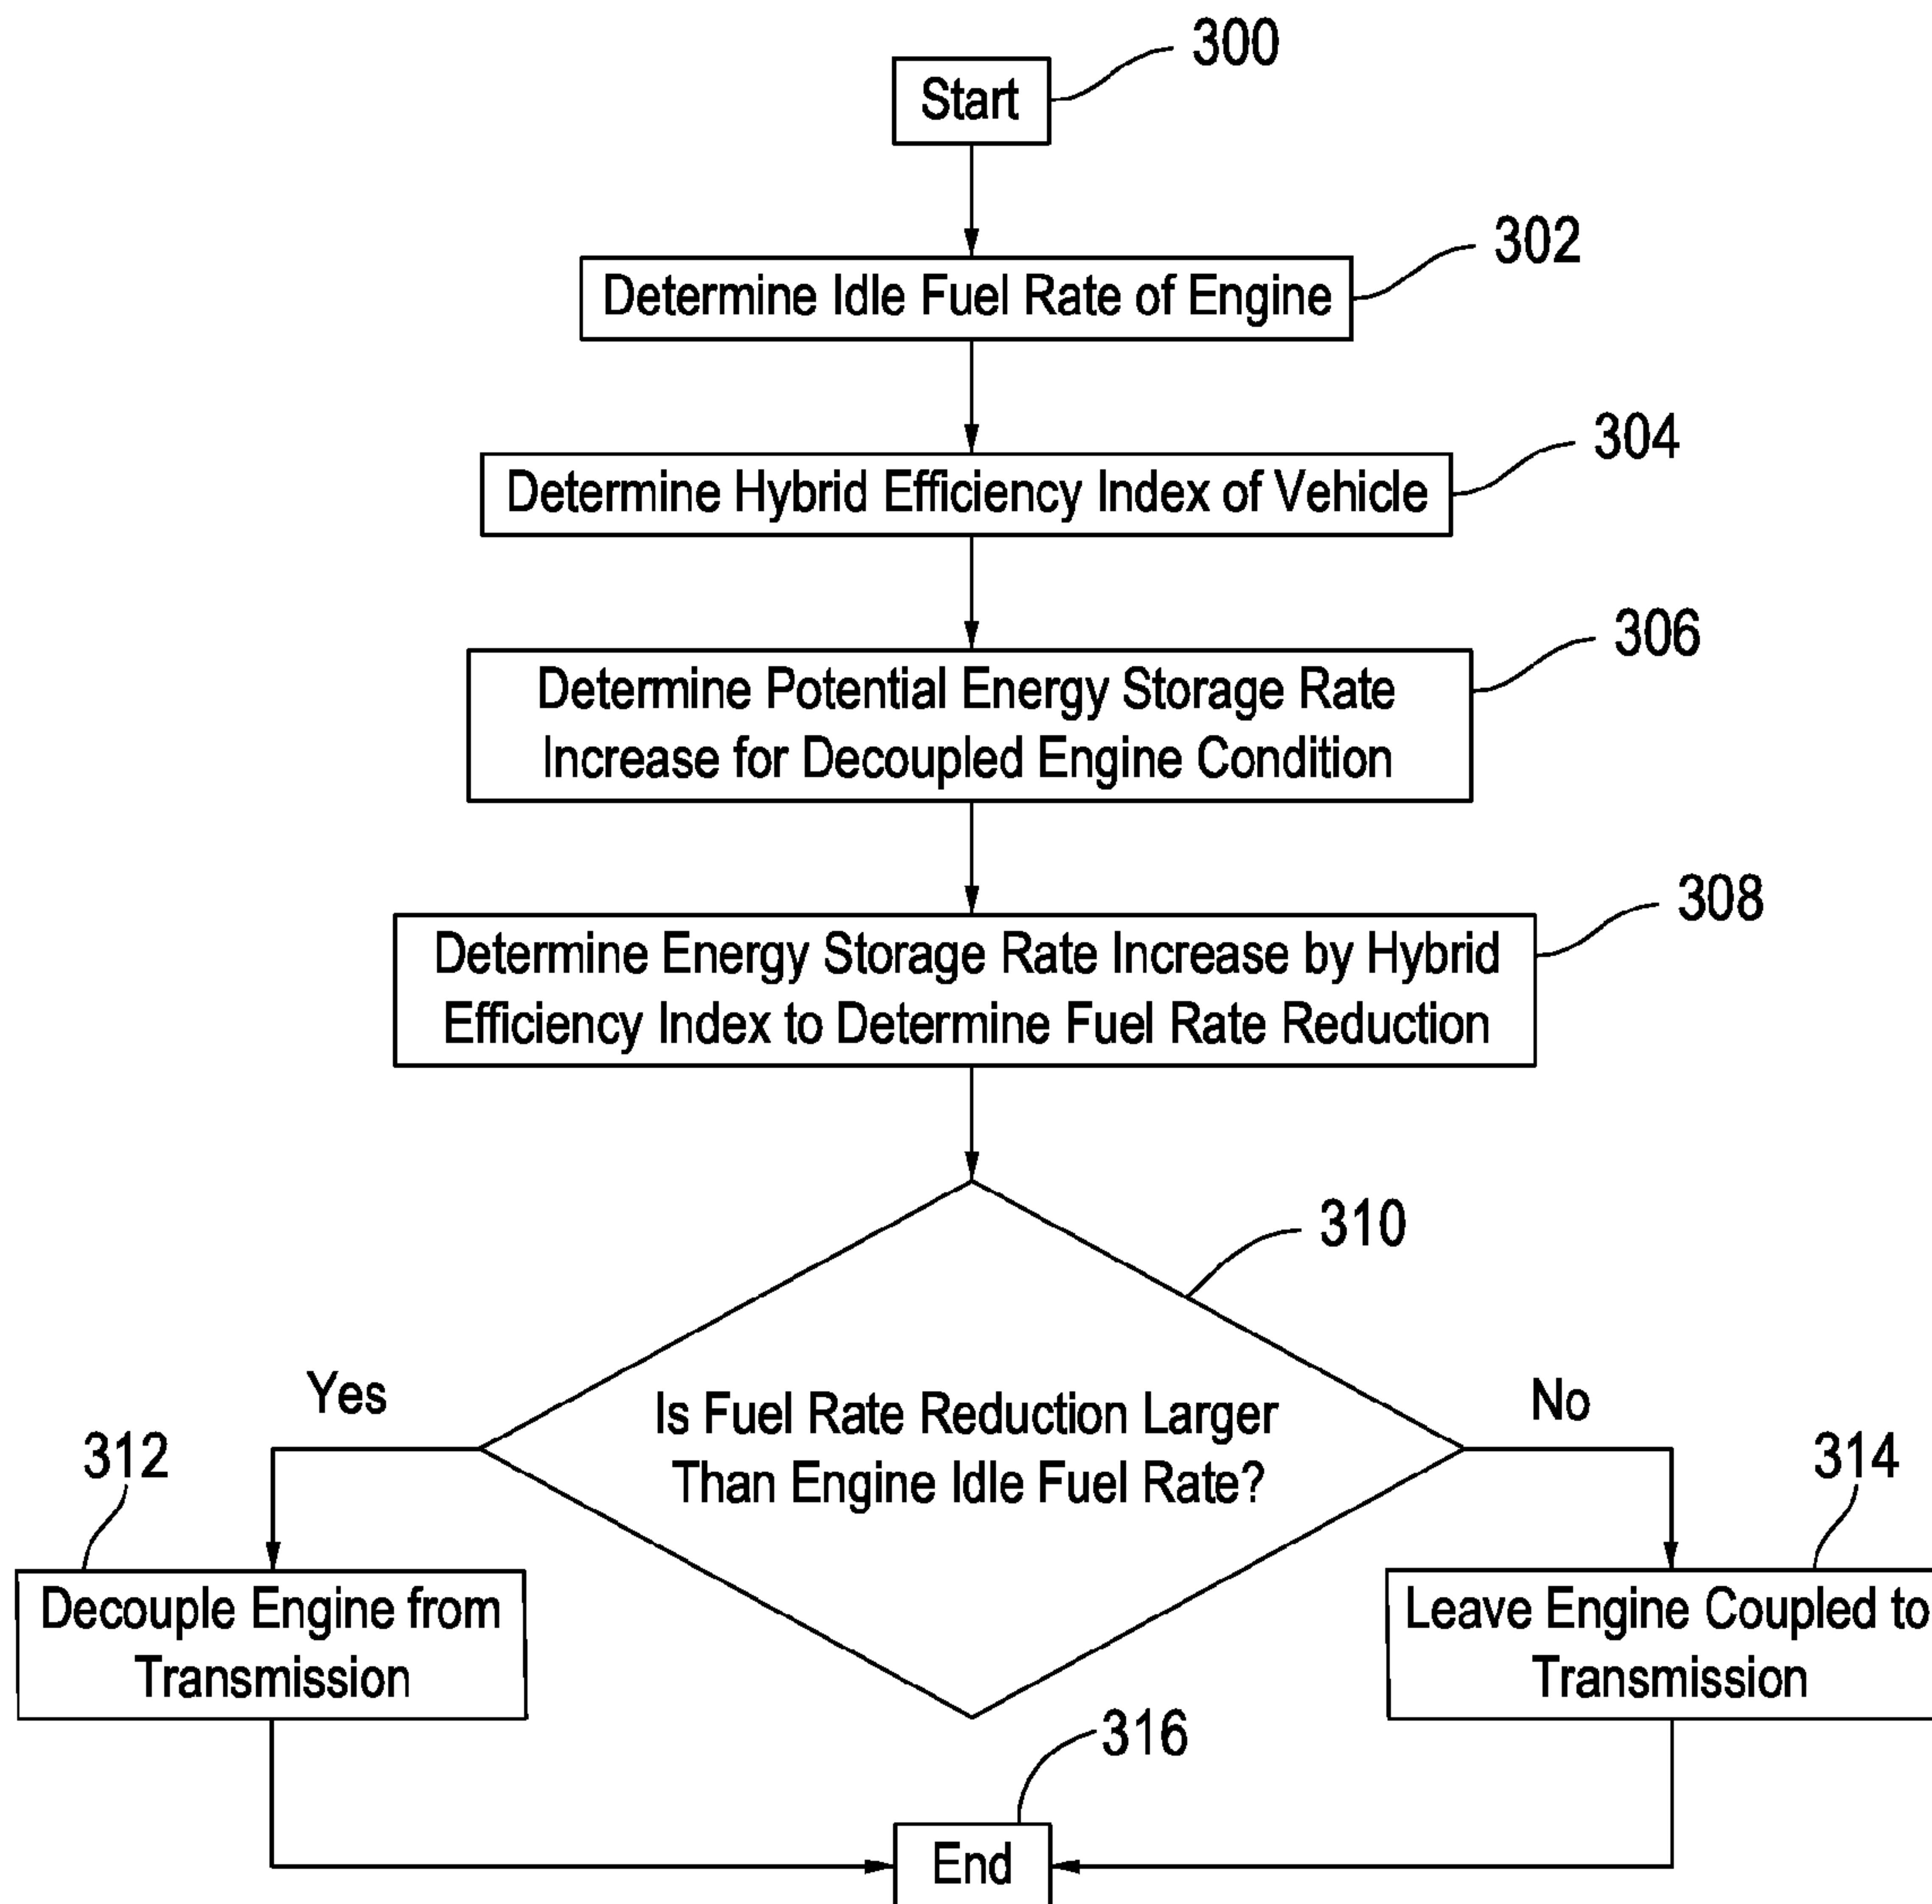 300
Start
302
Determine Idle Fuel Rate of Engine
304
Determine Hybrid Efficiency Index of Vehicle
306
Determine Potential Energy Storage Rate
Increase for Decoupled Engine Condition
308
Determine Energy Storage Rate Increase by Hybrid
Efficiency Index to Determine Fuel Rate Reduction
310
Is Fuel Rate Reduction Larger
Than Engine Idle Fuel Rate?
Yes
No
312
314
Decouple Engine from
Transmission
Leave Engine Coupled to
Transmission
316
End